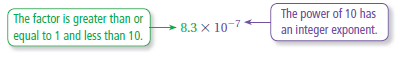 The factor is greater than or
equal to 1 and less than 10.
8.3 × 10⁻⁷
The power of 10 has
an integer exponent.